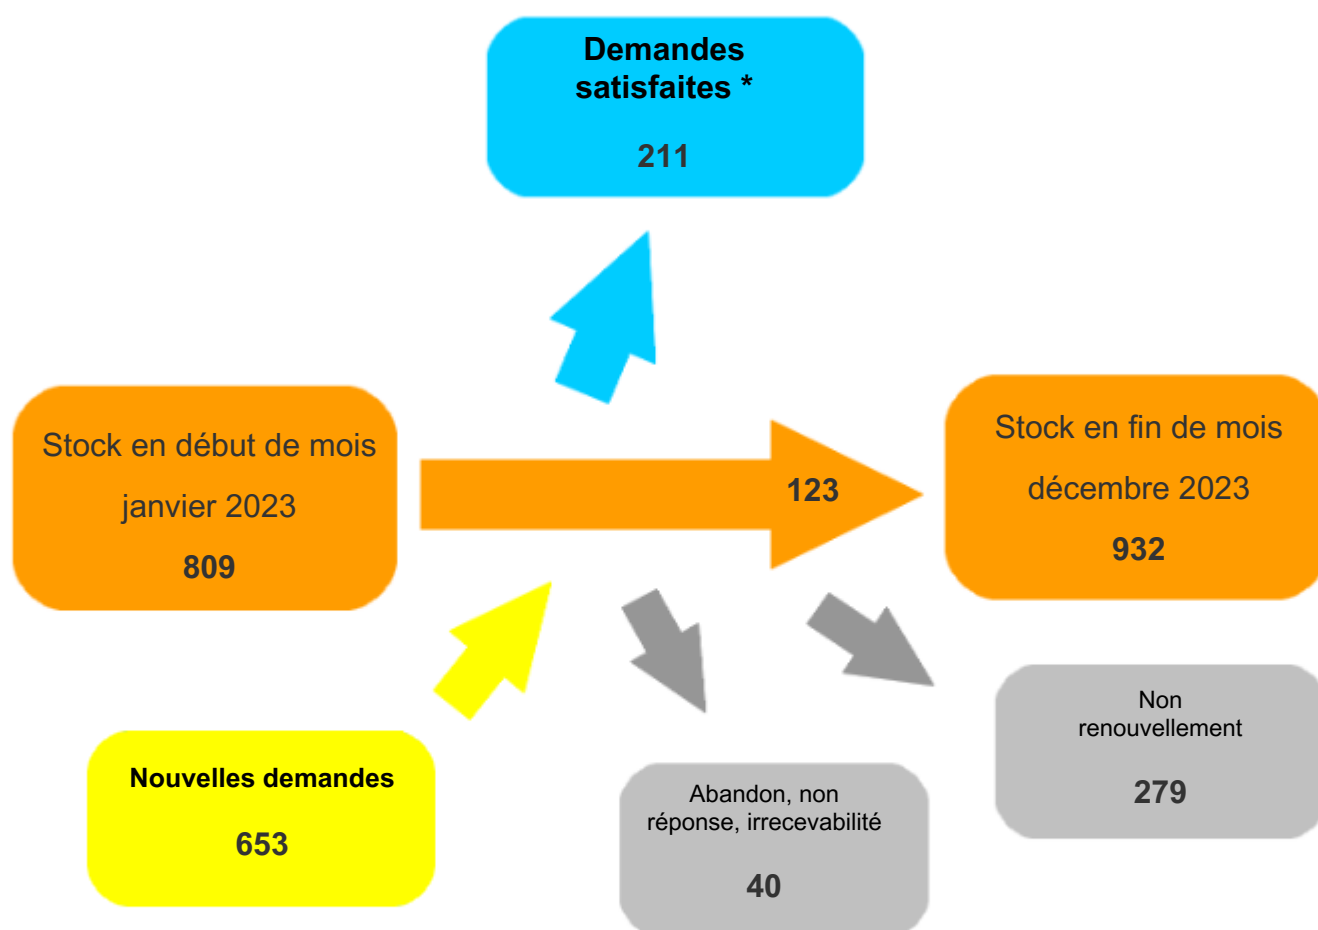 Demandes
satisfaites *
211
Stock en début de mois
janvier 2023
809
123
Stock en fin de mois
décembre 2023
932
Nouvelles demandes
653
Abandon, non
réponse, irrecevabilité
40
Non
renouvellement
279